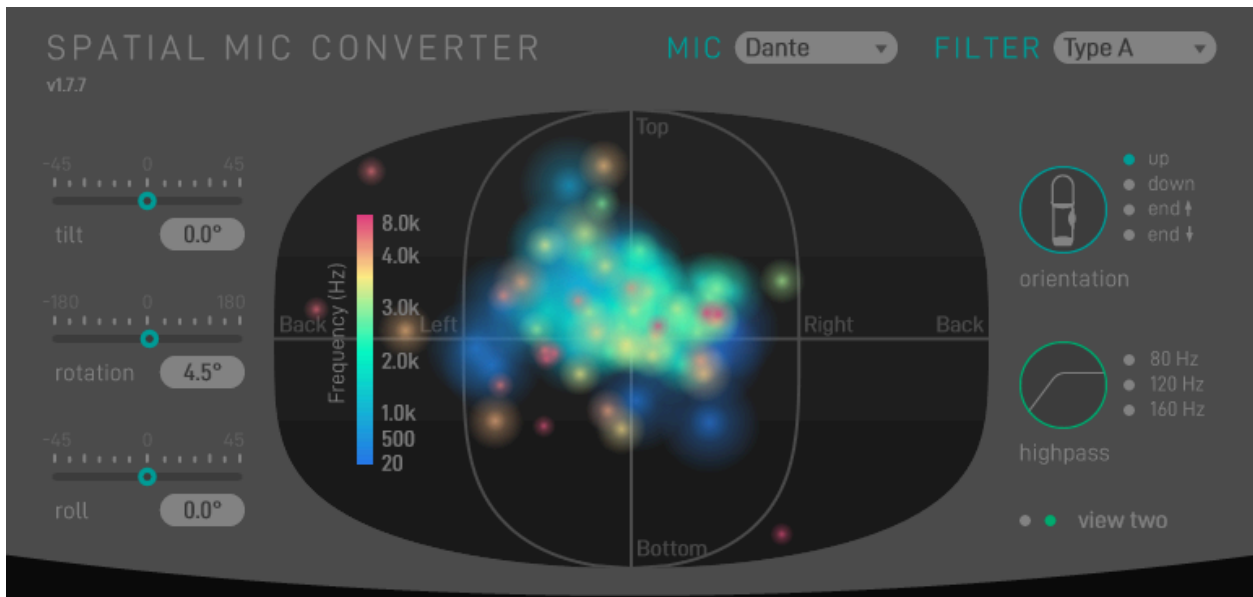 SPATIAL MIC CONVERTER
MIC Dante
FILTER Type A
v1.7.7
-45 0 45
tilt 0.0°
-180 0 180
rotation 4.5°
-45 0 45
roll 0.0°
Top
Back
Left
Right
Back
Bottom
Frequency (Hz)
8.0k
4.0k
3.0k
2.0k
1.0k
500
20
up
down
end ⬆
end ⬇
orientation
80 Hz
120 Hz
160 Hz
highpass
view two